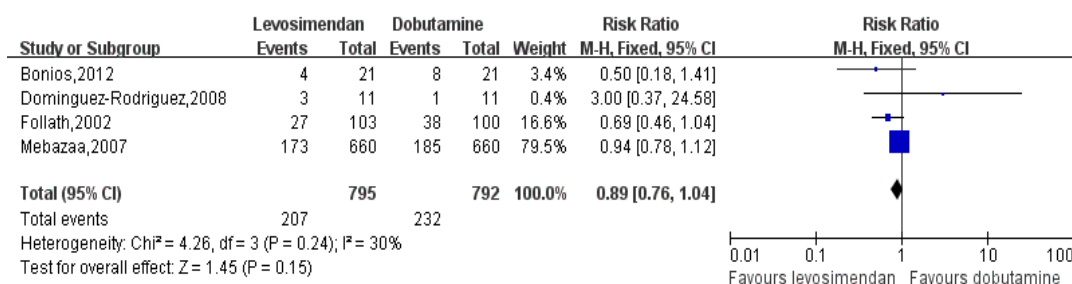 Levosimendan Dobutamine Risk Ratio Risk Ratio
Study or Subgroup Events Total Events Total Weight M-H, Fixed, 95% CI M-H, Fixed, 95% CI
Bonios,2012 4 21 8 21 3.4% 0.50 [0.18, 1.41]
Dominguez-Rodriguez,2008 3 11 1 11 0.4% 3.00 [0.37, 24.58]
Follath,2002 27 103 38 100 16.6% 0.69 [0.46, 1.04]
Mebazaa,2007 173 660 185 660 79.5% 0.94 [0.78, 1.12]
Total (95% CI) 795 792 100.0% 0.89 [0.76, 1.04]
Total events 207 232
Heterogeneity: Chi² = 4.26, df = 3 (P = 0.24); I² = 30%
Test for overall effect: Z = 1.45 (P = 0.15)
0.01 0.1 1 10 100
Favours levosimendan Favours dobutamine